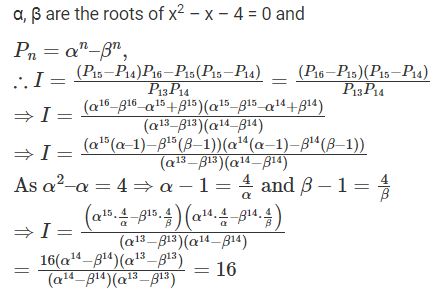 α, β are the roots of x² – x – 4 = 0 and
Pₙ = αⁿ–βⁿ,
∴ I = (P₁₅–P₁₄)P₁₆–P₁₅(P₁₅–P₁₄) / P₁₃P₁₄ = (P₁₆–P₁₅)(P₁₅–P₁₄) / P₁₃P₁₄
⇒ I = (α¹⁶–β¹⁶–α¹⁵+β¹⁵)(α¹⁵–β¹⁵–α¹⁴+β¹⁴) / (α¹³–β¹³)(α¹⁴–β¹⁴)
⇒ I = (α¹⁵(α–1)–β¹⁵(β–1))(α¹⁴(α–1)–β¹⁴(β–1)) / (α¹³–β¹³)(α¹⁴–β¹⁴)
As α²–α = 4 ⇒ α – 1 = 4/α and β – 1 = 4/β
⇒ I = (α¹⁵·4/α–β¹⁵·4/β)(α¹⁴·4/α–β¹⁴·4/β) / (α¹³–β¹³)(α¹⁴–β¹⁴)
= 16(α¹⁴–β¹⁴)(α¹³–β¹³) / (α¹⁴–β¹⁴)(α¹³–β¹³) = 16